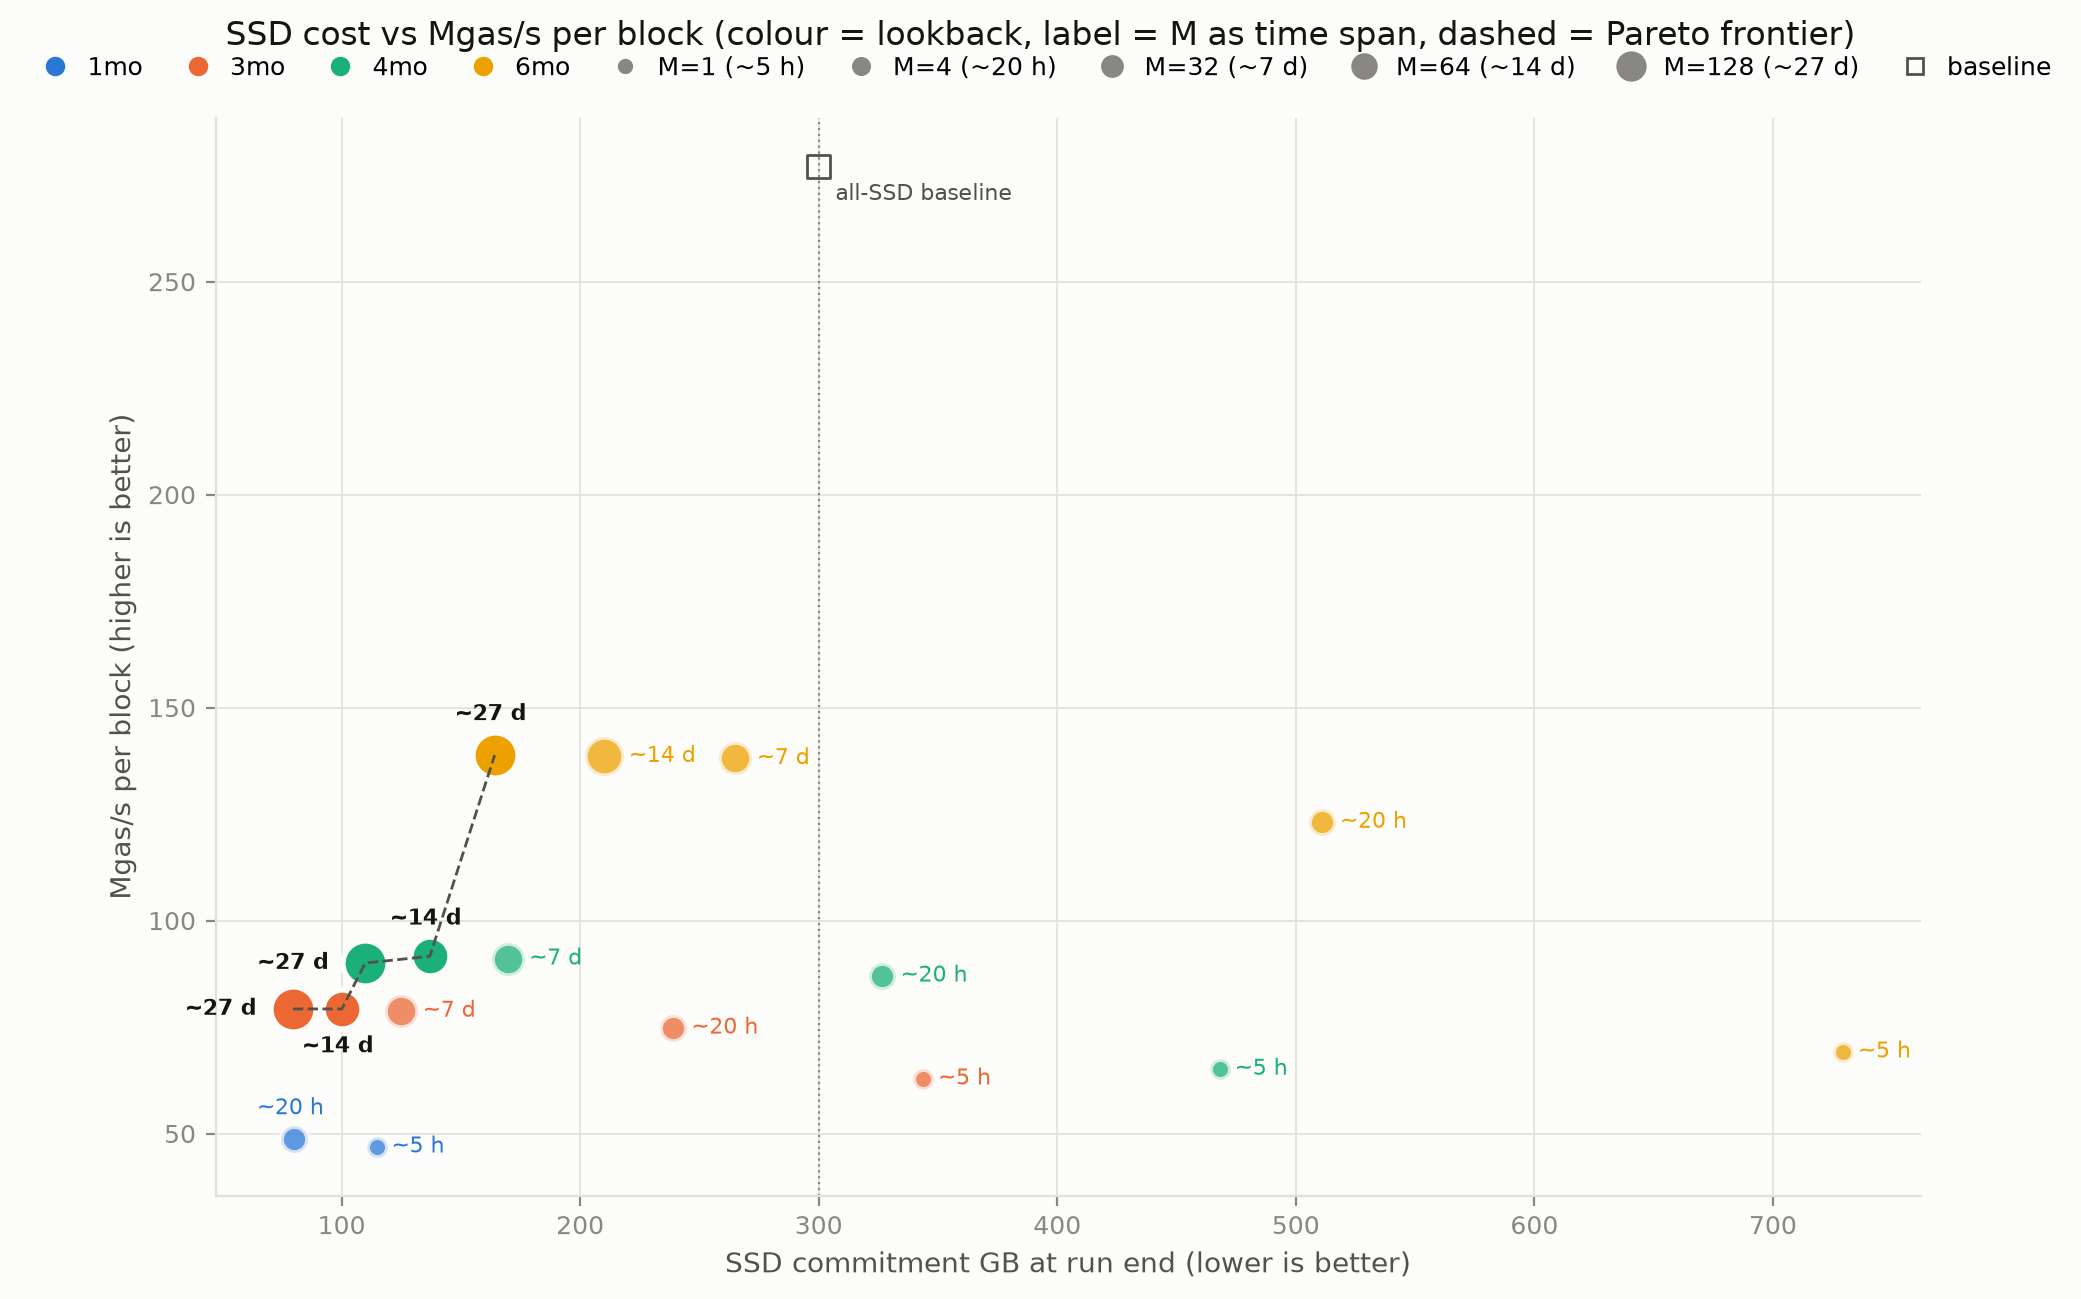 SSD cost vs Mgas/s per block (colour = lookback, label = M as time span, dashed = Pareto frontier)
1mo 3mo 4mo 6mo M=1 (~5 h) M=4 (~20 h) M=32 (~7 d) M=64 (~14 d) M=128 (~27 d) baseline
all-SSD baseline
250
200
150
100
50
Mgas/s per block (higher is better)
~27 d
~14 d
~7 d
~20 h
~14 d
~27 d
~7 d
~20 h
~27 d
~7 d
~14 d
~20 h
~5 h
~5 h
~5 h
~20 h
~5 h
100 200 300 400 500 600 700
SSD commitment GB at run end (lower is better)